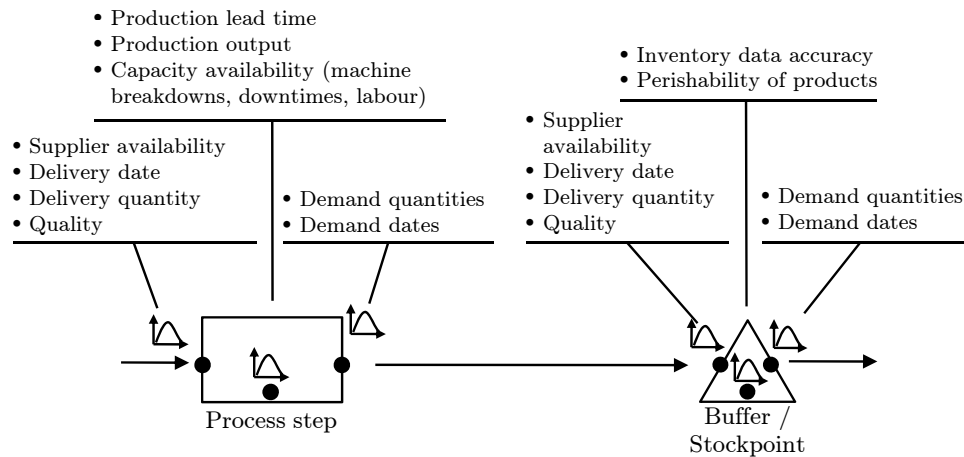 • Production lead time
• Production output
• Capacity availability (machine
breakdowns, downtimes, labour)
• Supplier availability
• Delivery date
• Delivery quantity
• Quality
• Demand quantities
• Demand dates
Process step
• Inventory data accuracy
• Perishability of products
• Supplier
availability
• Delivery date
• Delivery quantity
• Quality
• Demand quantities
• Demand dates
Buffer /
Stockpoint